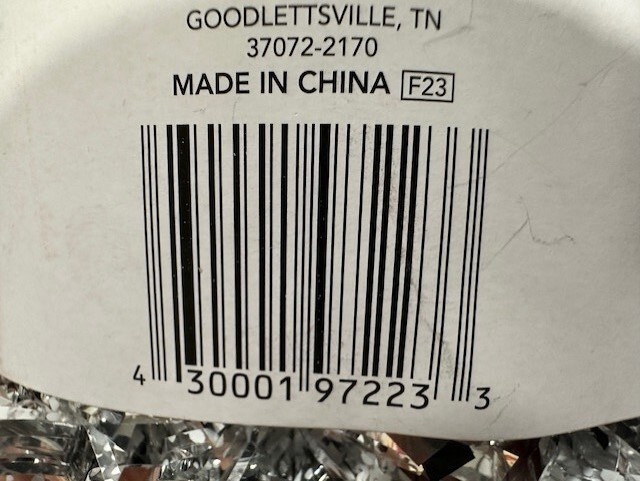 GOODLETTSVILLE, TN
37072-2170
MADE IN CHINA F23
4 30001 97223 3